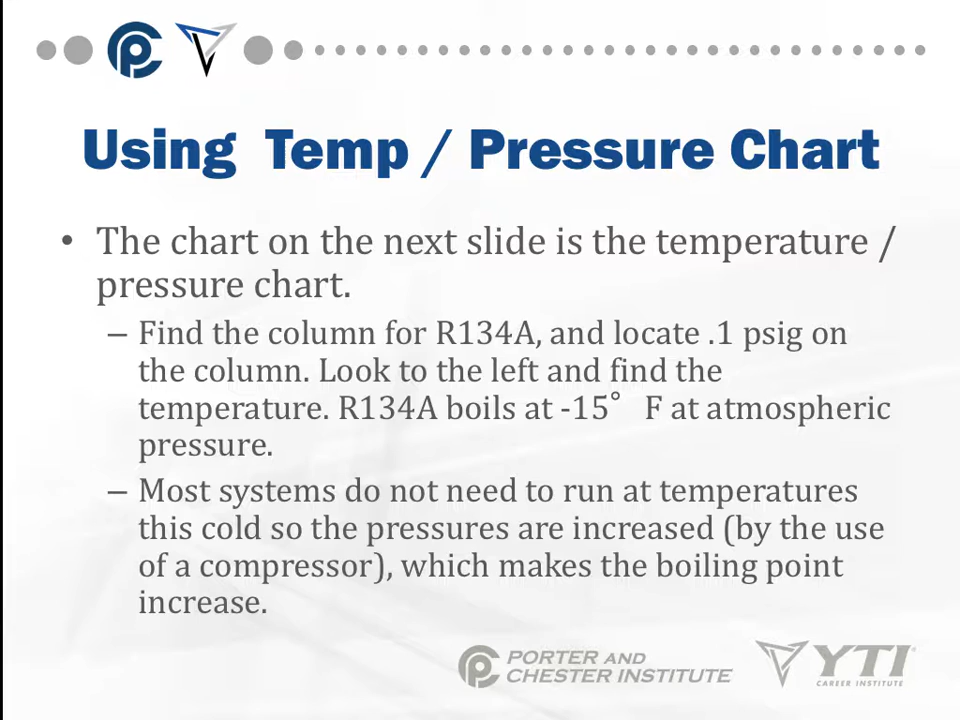 Using Temp / Pressure Chart
• The chart on the next slide is the temperature /
pressure chart.
– Find the column for R134A, and locate .1 psig on
the column. Look to the left and find the
temperature. R134A boils at -15° F at atmospheric
pressure.
– Most systems do not need to run at temperatures
this cold so the pressures are increased (by the use
of a compressor), which makes the boiling point
increase.
PORTER AND
CHESTER INSTITUTE
YTI
CAREER INSTITUTE